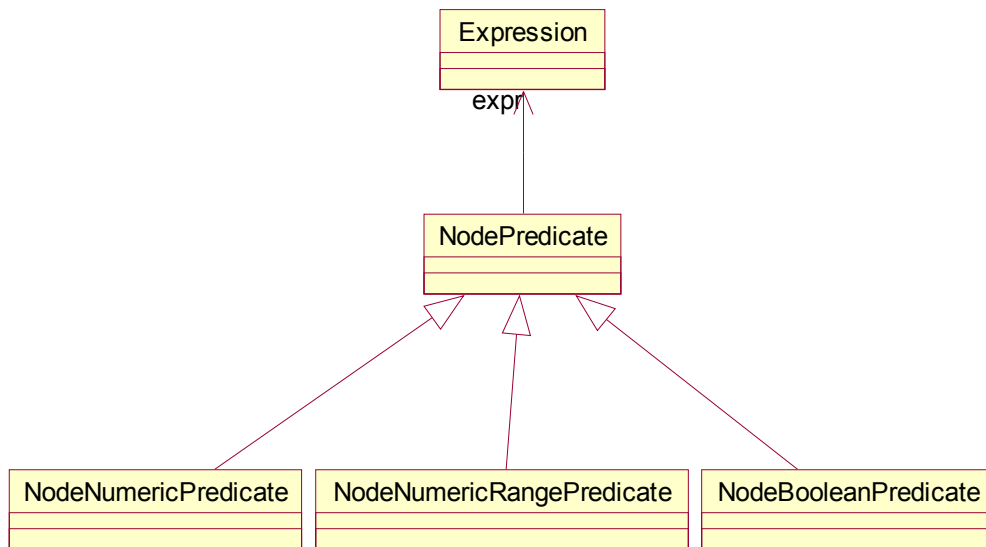 Expression
expr
NodePredicate
NodeNumericPredicate
NodeNumericRangePredicate
NodeBooleanPredicate